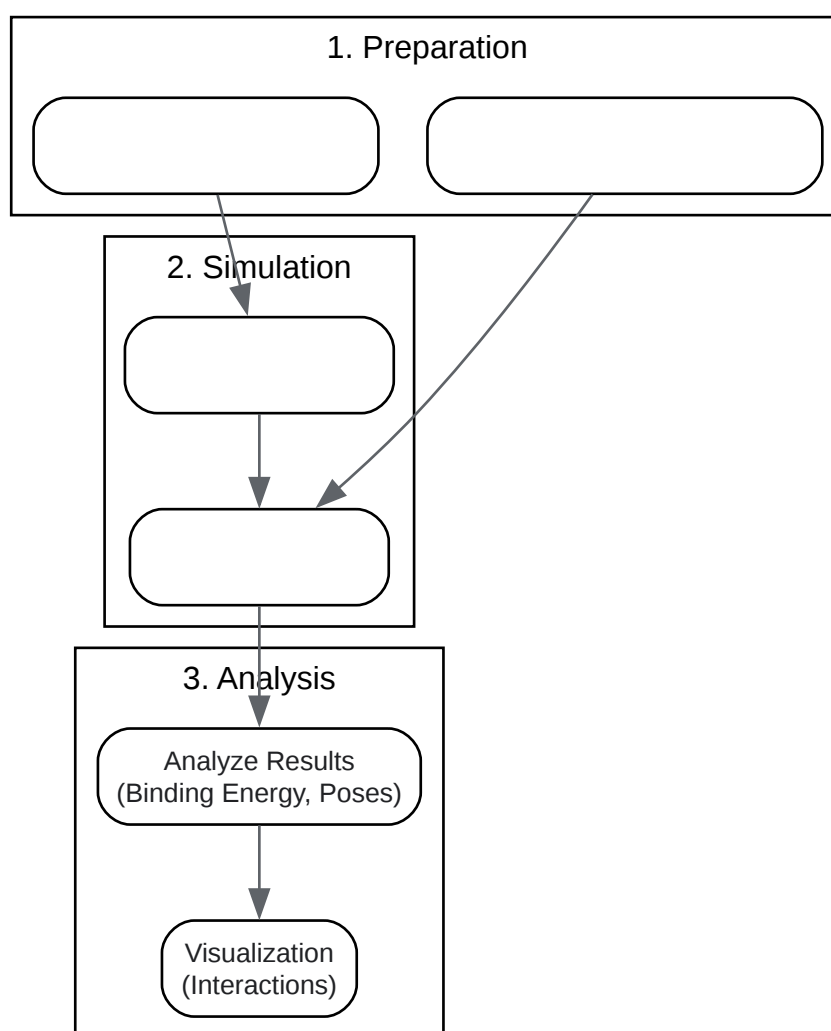 1. Preparation
2. Simulation
3. Analysis
Analyze Results
(Binding Energy, Poses)
Visualization
(Interactions)